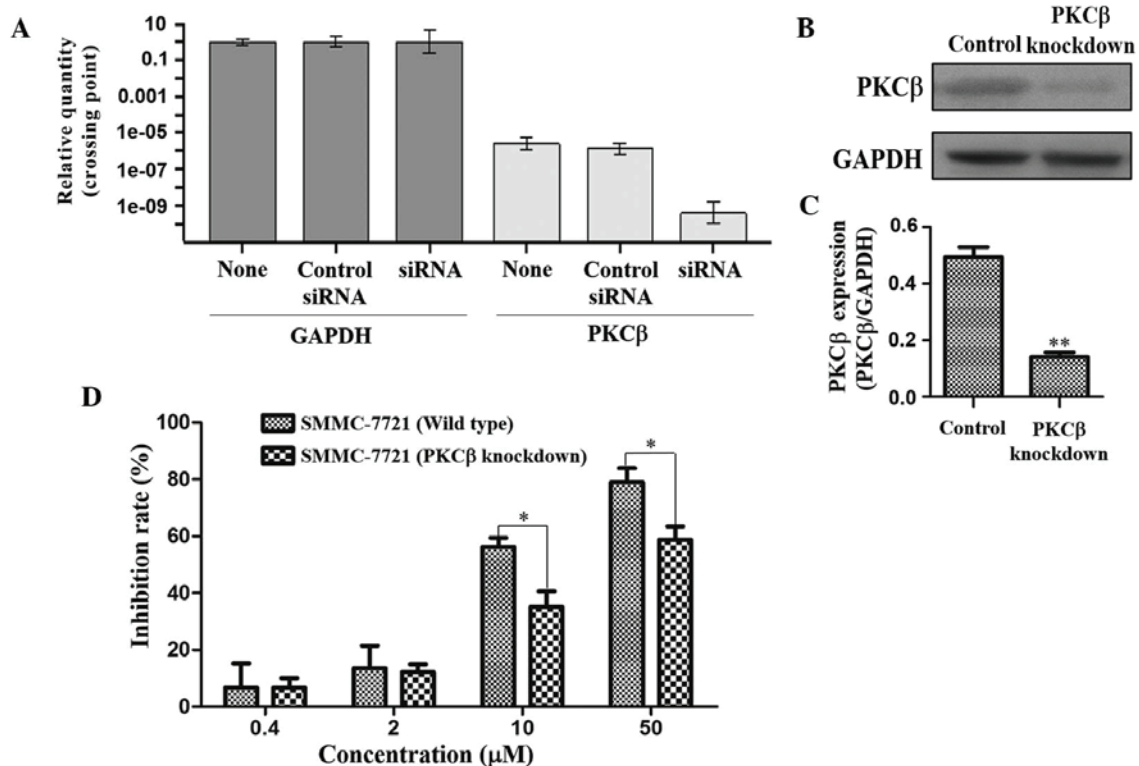 A
Relative quantity
(crossing point)
10
0.1
0.001
1e-05
1e-07
1e-09
None
Control
siRNA
siRNA
None
Control
siRNA
siRNA
GAPDH
PKCβ
B
Control
PKCβ
knockdown
PKCβ
GAPDH
C
PKCβ expression
(PKCβ/GAPDH)
0.6
0.4
0.2
0.0
**
Control
PKCβ
knockdown
D
SMMC-7721 (Wild type)
SMMC-7721 (PKCβ knockdown)
Inhibition rate (%)
100
80
60
40
20
0
*
*
0.4
2
10
50
Concentration (μM)